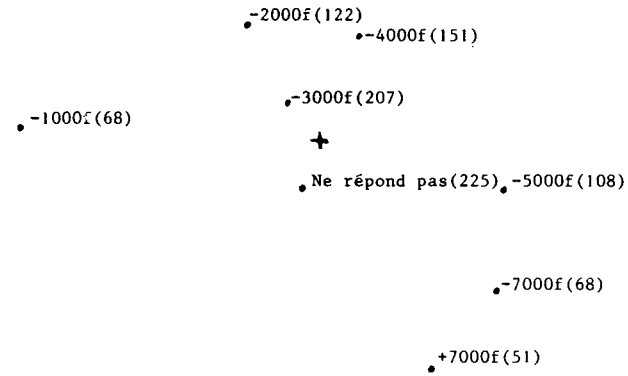 -2000f(122)
-4000f(151)
-3000f(207)
-1000f(68)
Ne répond pas(225)
-5000f(108)
-7000f(68)
+7000f(51)